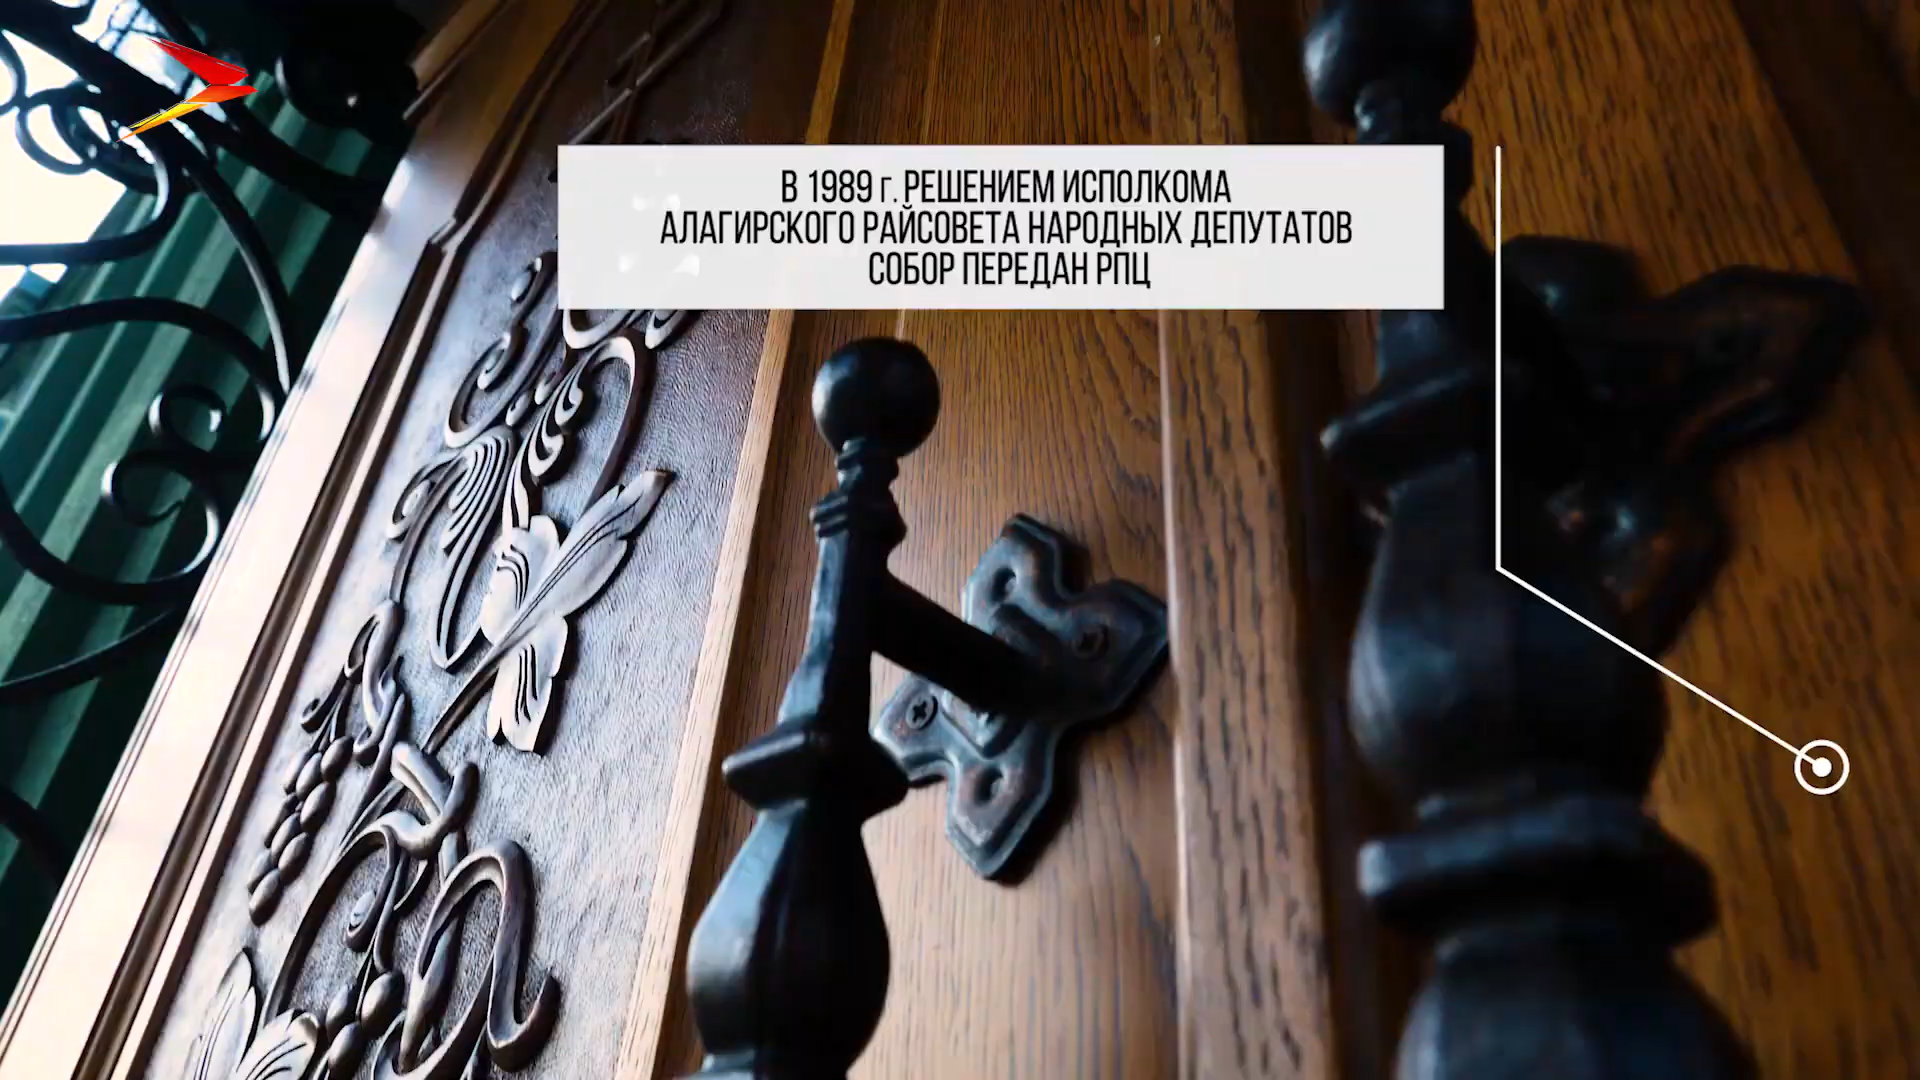 В 1989 г. РЕШЕНИЕМ ИСПОЛКОМА
АЛАГИРСКОГО РАЙСОВЕТА НАРОДНЫХ ДЕПУТАТОВ
СОБОР ПЕРЕДАН РПЦ